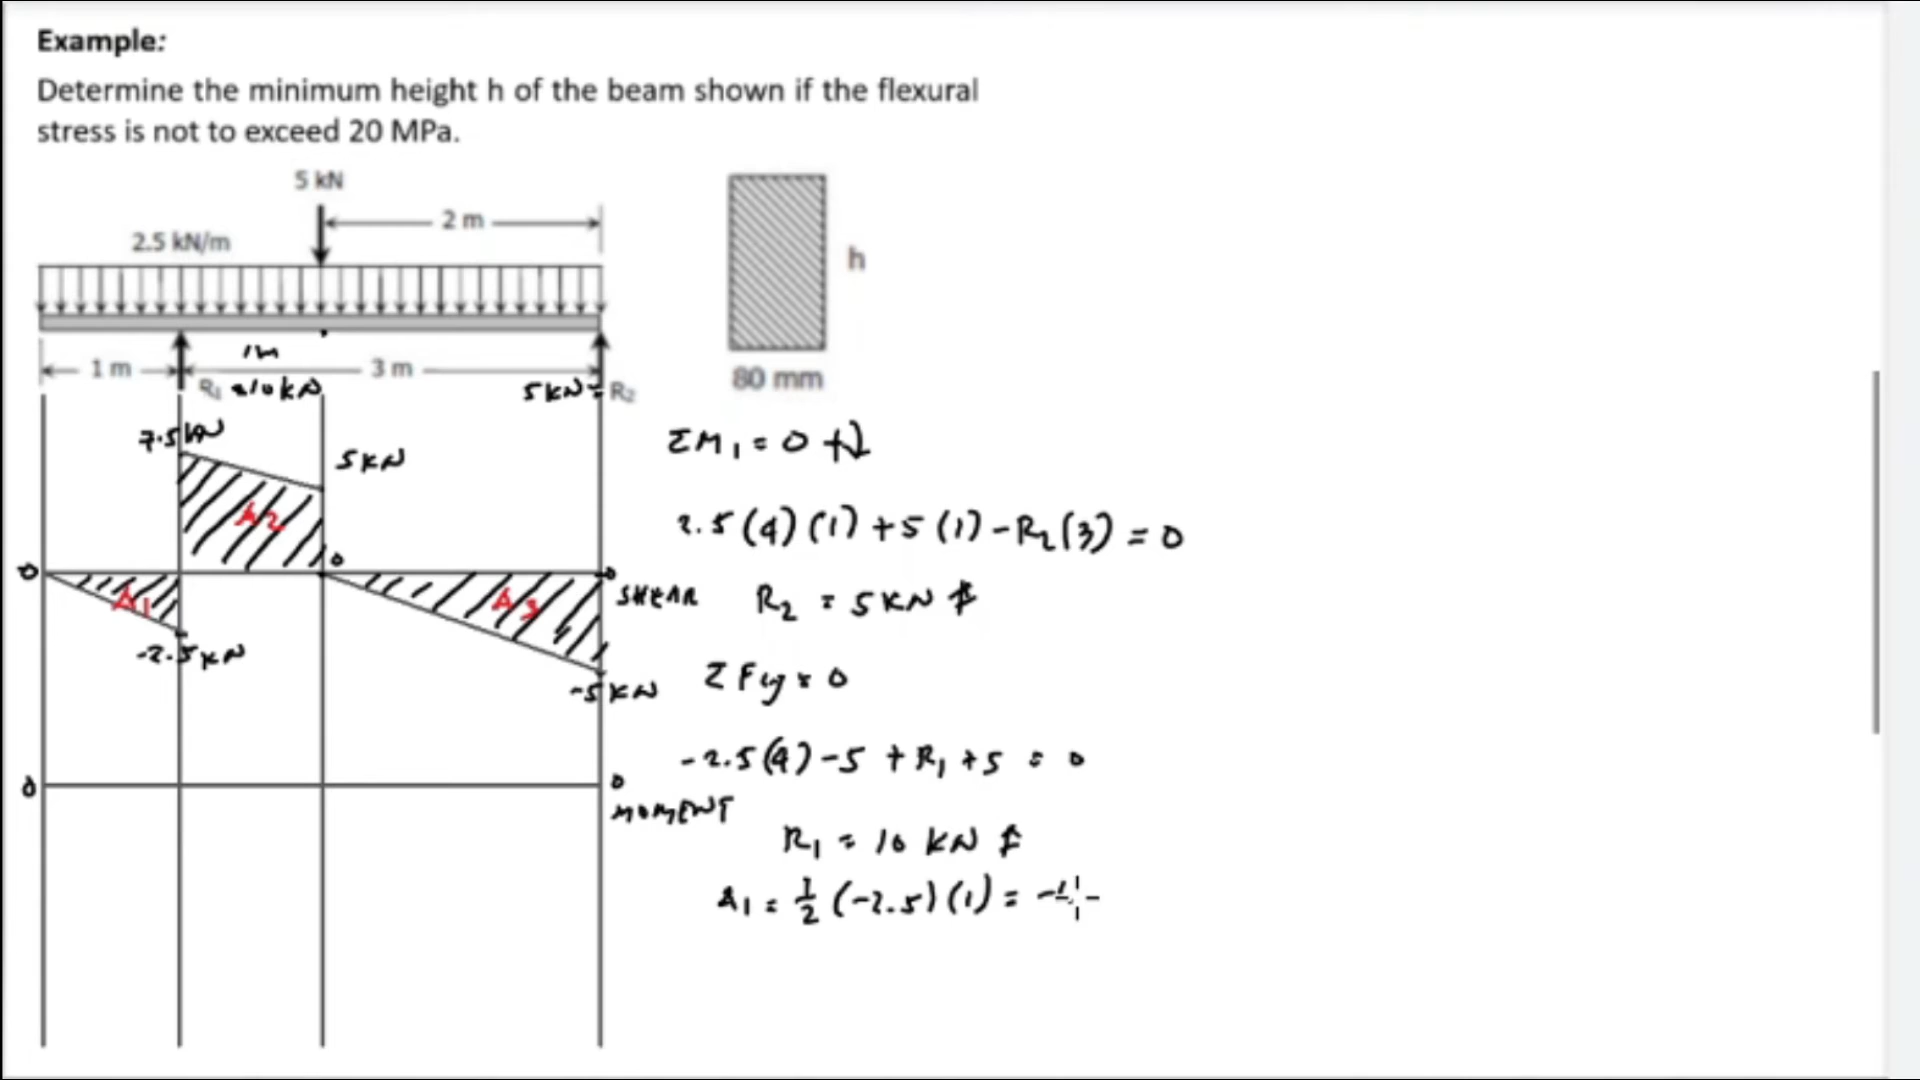 Example:
Determine the minimum height h of the beam shown if the flexural
stress is not to exceed 20 MPa.
5 kN
2 m
2.5 kN/m
h
1m
1 m
3 m
80 mm
R₁ = 10 kN
5 kN = R₂
7.5 kN
5 kN
A2
0
0
0
A1
A3
SHEAR
-2.5 kN
-5 kN
0
0
MOMENT
ΣM₁ = 0 +
2.5(4)(1) + 5(1) - R₂(3) = 0
R₂ = 5 kN ↑
ΣFy = 0
-2.5(4) - 5 + R₁ + 5 = 0
R₁ = 10 kN ↑
A₁ = ½ (-2.5)(1) = -